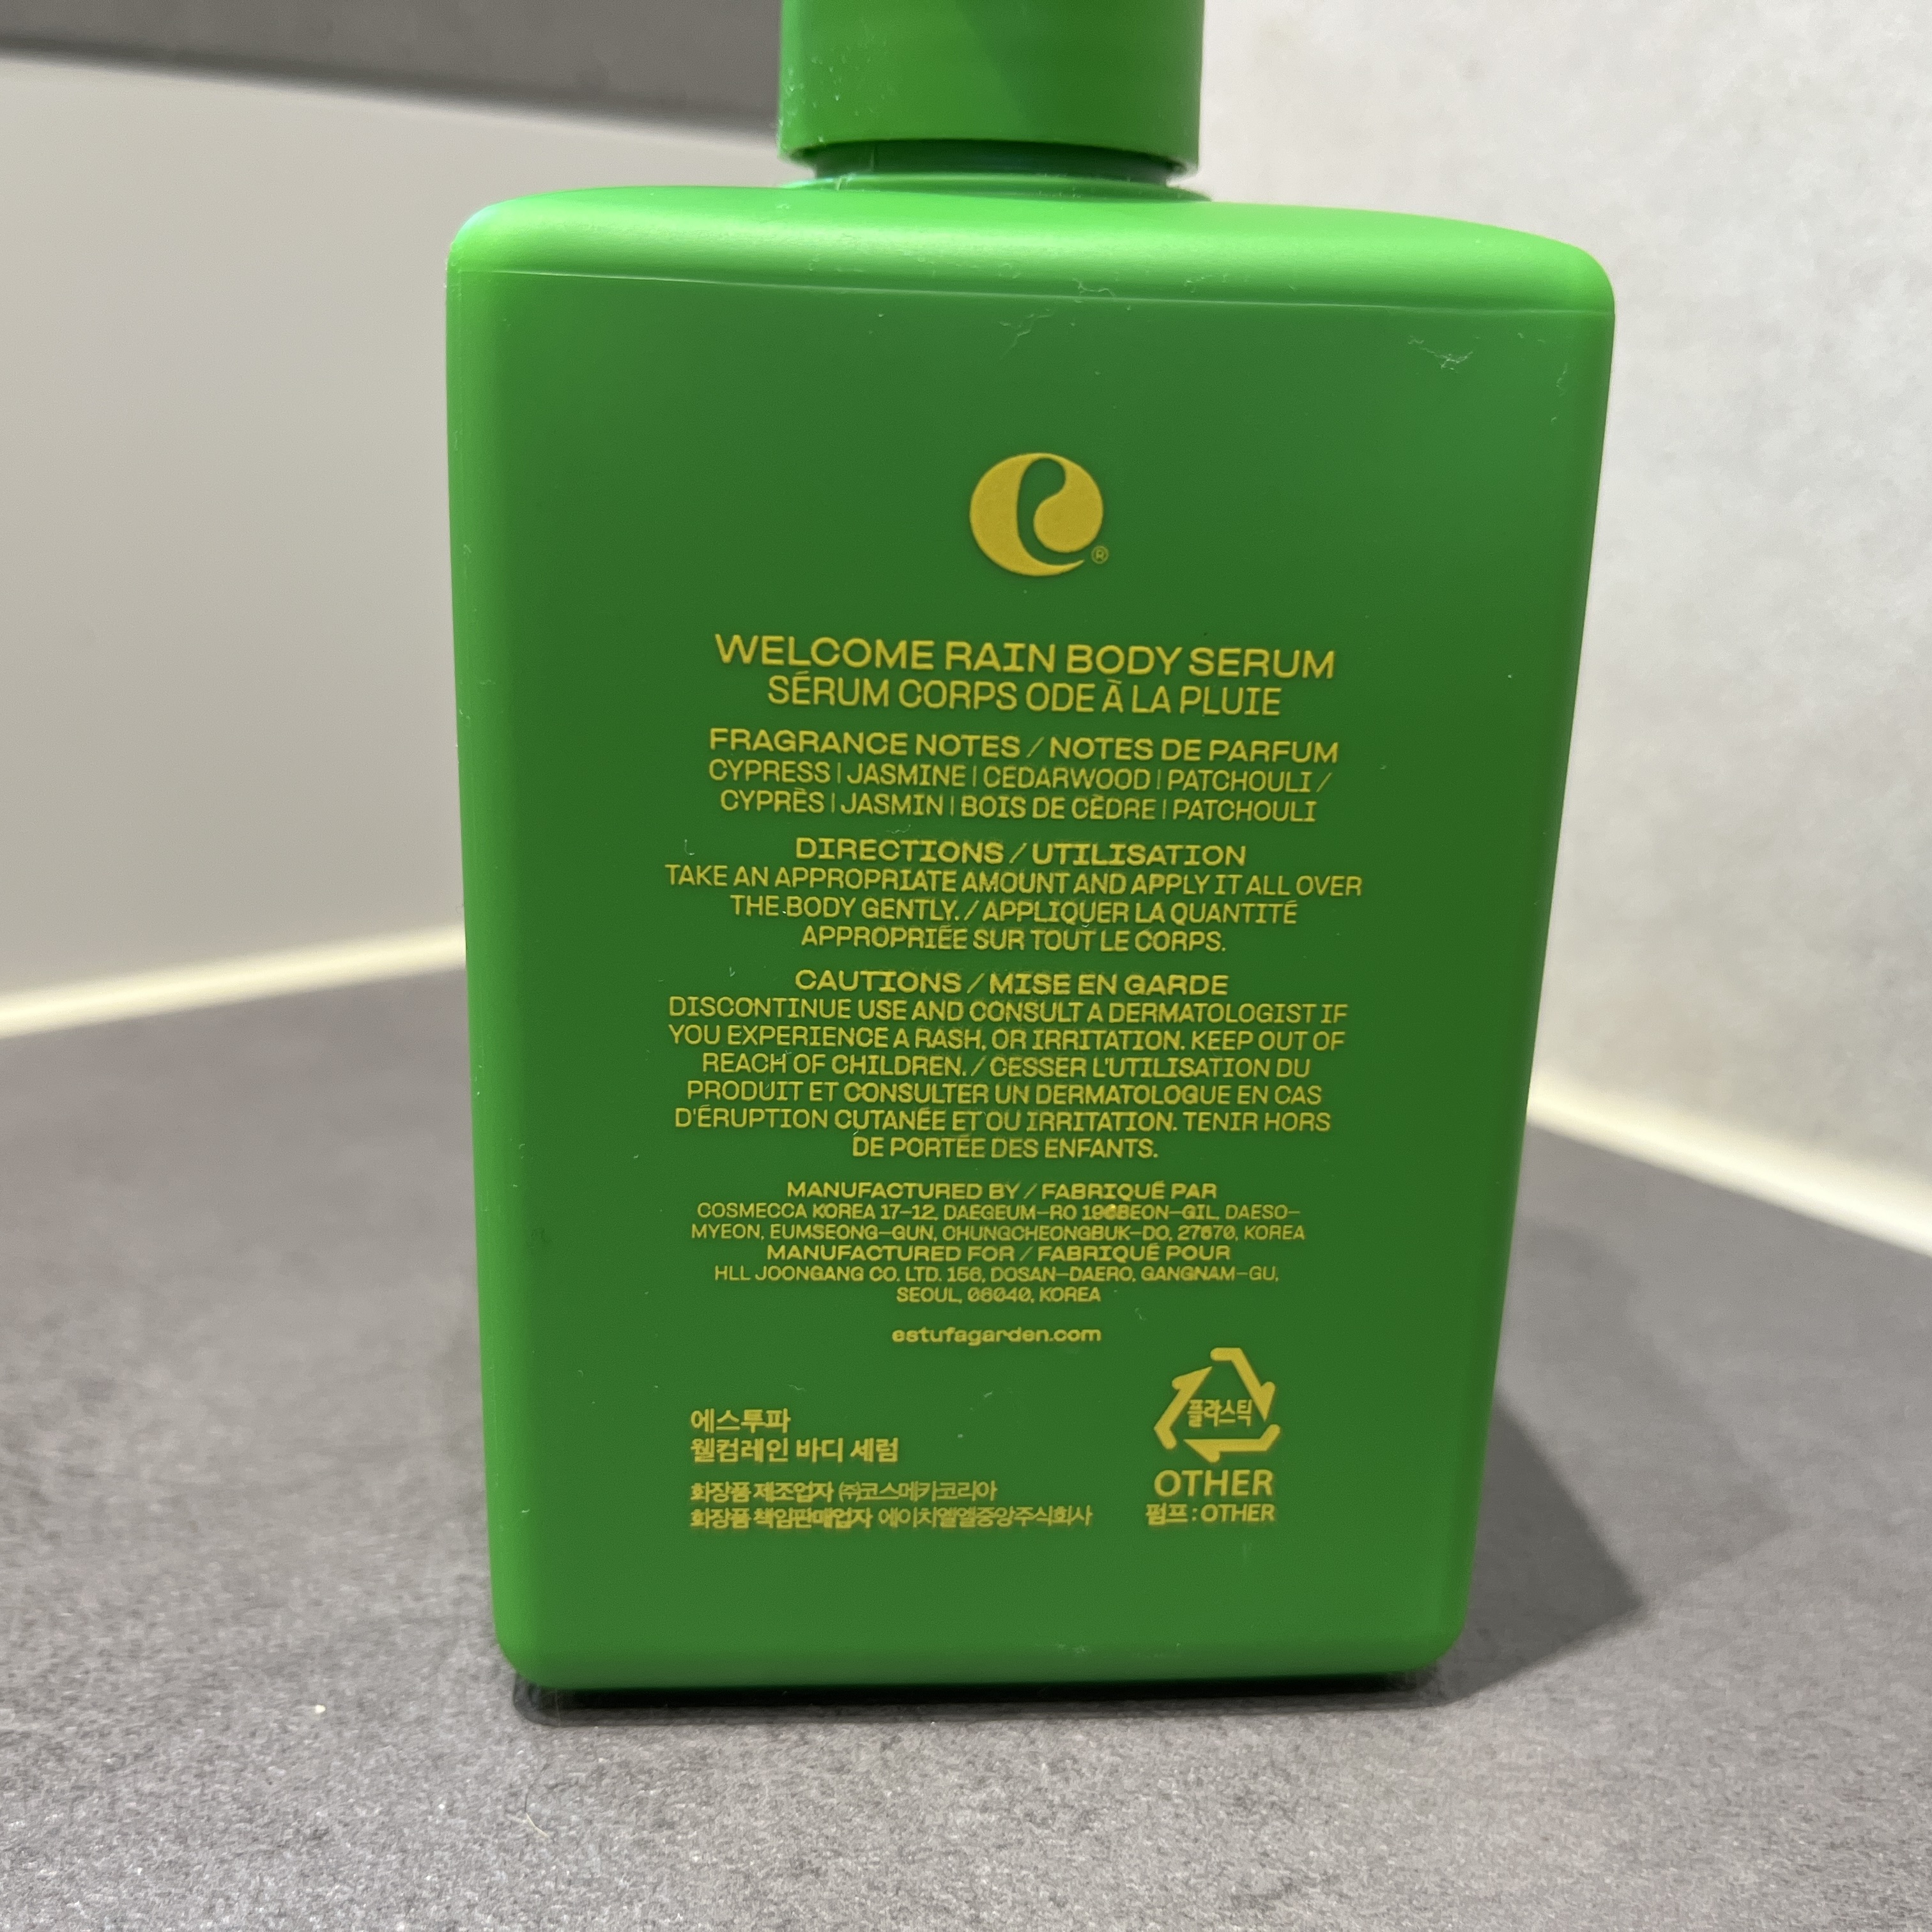 ®
WELCOME RAIN BODY SERUM
SÉRUM CORPS ODE À LA PLUIE
FRAGRANCE NOTES / NOTES DE PARFUM
CYPRESS | JASMINE | CEDARWOOD | PATCHOULI /
CYPRÈS | JASMIN | BOIS DE CÈDRE | PATCHOULI
DIRECTIONS / UTILISATION
TAKE AN APPROPRIATE AMOUNT AND APPLY IT ALL OVER
THE BODY GENTLY. / APPLIQUER LA QUANTITÉ
APPROPRIÉE SUR TOUT LE CORPS.
CAUTIONS / MISE EN GARDE
DISCONTINUE USE AND CONSULT A DERMATOLOGIST IF
YOU EXPERIENCE A RASH, OR IRRITATION. KEEP OUT OF
REACH OF CHILDREN. / CESSER L'UTILISATION DU
PRODUIT ET CONSULTER UN DERMATOLOGUE EN CAS
D'ÉRUPTION CUTANÉE ET OU IRRITATION. TENIR HORS
DE PORTÉE DES ENFANTS.
MANUFACTURED BY / FABRIQUÉ PAR
COSMECCA KOREA 17-12, DAEGEUM-RO 196BEON-GIL, DAESO-
MYEON, EUMSEONG-GUN, CHUNGCHEONGBUK-DO, 27670, KOREA
MANUFACTURED FOR / FABRIQUÉ POUR
HLL JOONGANG CO. LTD. 156, DOSAN-DAERO, GANGNAM-GU,
SEOUL, 06040, KOREA
estufagarden.com
에스투파
웰컴레인 바디 세럼
화장품 제조업자 ㈜코스메카코리아
화장품 책임판매업자 에이치엘엘중앙주식회사
플라스틱
OTHER
펌프 : OTHER